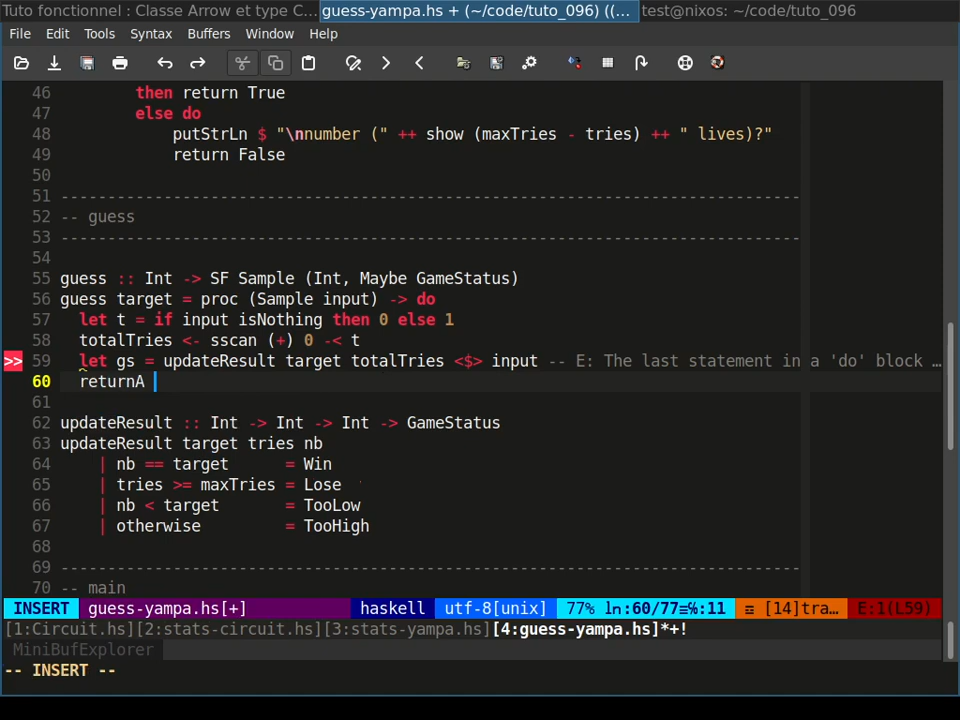 Tuto fonctionnel : Classe Arrow et type C... guess-yampa.hs + (~/code/tuto_096) ((... test@nixos: ~/code/tuto_096
File Edit Tools Syntax Buffers Window Help
46         then return True
47         else do
48             putStrLn $ "\nnumber (" ++ show (maxTries - tries) ++ " lives)?"
49             return False
50
51 -------------------------------------------------------------------------------
52 -- guess
53 -------------------------------------------------------------------------------
54
55 guess :: Int -> SF Sample (Int, Maybe GameStatus)
56 guess target = proc (Sample input) -> do
57   let t = if input isNothing then 0 else 1
58   totalTries <- sscan (+) 0 -< t
>> 59   let gs = updateResult target totalTries <$> input -- E: The last statement in a 'do' block …
60   returnA
61
62 updateResult :: Int -> Int -> Int -> GameStatus
63 updateResult target tries nb
64     | nb == target      = Win
65     | tries >= maxTries = Lose
66     | nb < target       = TooLow
67     | otherwise         = TooHigh
68
69 -------------------------------------------------------------------------------
70 -- main
INSERT guess-yampa.hs[+] haskell utf-8[unix] 77% ln:60/77≡%:11 ≡ [14]tra… E:1(L59)
[1:Circuit.hs][2:stats-circuit.hs][3:stats-yampa.hs][4:guess-yampa.hs]*+!
MiniBufExplorer
-- INSERT --